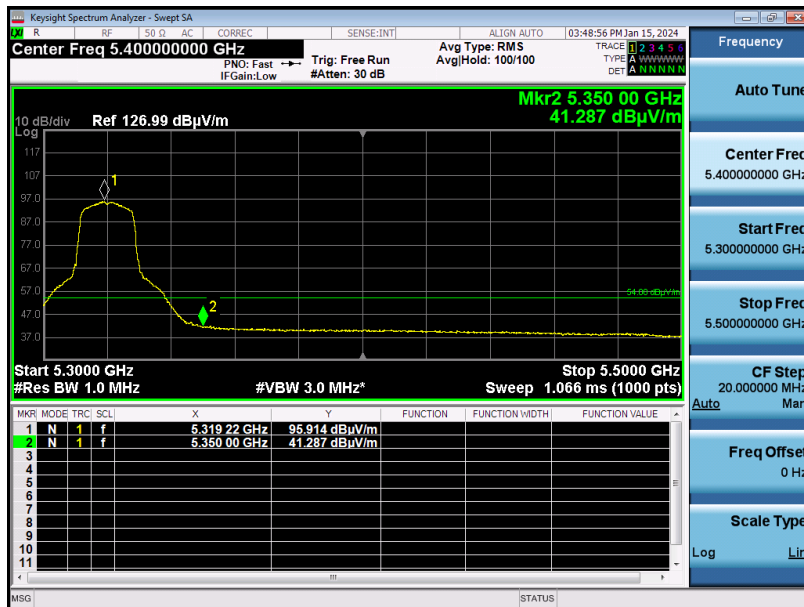 Keysight Spectrum Analyzer - Swept SA
LXI R RF 50 Ω AC CORREC SENSE:INT ALIGN AUTO 03:48:56 PM Jan 15, 2024
Center Freq 5.400000000 GHz
PNO: Fast
IFGain:Low
Trig: Free Run
#Atten: 30 dB
Avg Type: RMS
Avg|Hold: 100/100
TRACE 1 2 3 4 5 6
TYPE A WWWWW
DET A N N N N N
Mkr2 5.350 00 GHz
41.287 dBµV/m
10 dB/div Ref 126.99 dBµV/m
Log
117
107
97.0
87.0
77.0
67.0
57.0
47.0
37.0
1
2
54.00 dBµV/m
Start 5.3000 GHz Stop 5.5000 GHz
#Res BW 1.0 MHz #VBW 3.0 MHz* Sweep 1.066 ms (1000 pts)
MKR MODE TRC SCL X Y FUNCTION FUNCTION WIDTH FUNCTION VALUE
1 N 1 f 5.319 22 GHz 95.914 dBµV/m
2 N 1 f 5.350 00 GHz 41.287 dBµV/m
3
4
5
6
7
8
9
10
11
MSG STATUS
Frequency
Auto Tune
Center Freq
5.400000000 GHz
Start Freq
5.300000000 GHz
Stop Freq
5.500000000 GHz
CF Step
20.000000 MHz
Auto Man
Freq Offset
0 Hz
Scale Type
Log Lin